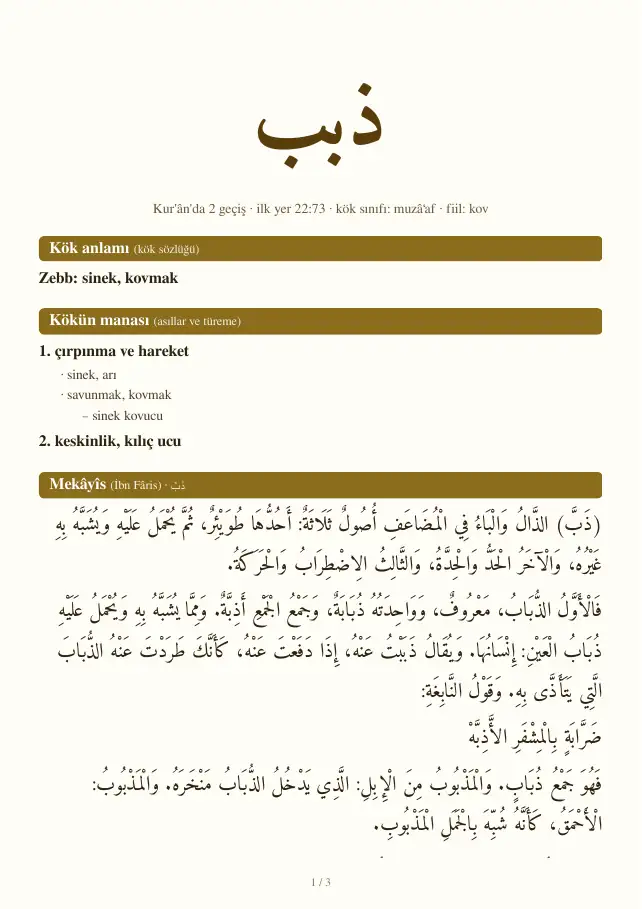 ذبب
Kur'ân'da 2 geçiş · ilk yer 22:73 · kök sınıfı: muzâ'af · fiil: kov
Kök anlamı (kök sözlüğü)
Zebb: sinek, kovmak
Kökün manası (asıllar ve türeme)
1. çırpınma ve hareket
· sinek, arı
· savunmak, kovmak
– sinek kovucu
2. keskinlik, kılıç ucu
Mekâyîs (İbn Fâris) · ذبّ
(ذَبَّ) الذَّالُ وَالْبَاءُ فِي الْمُضَاعَفِ أُصُولٌ ثَلَاثَةٌ: أَحُدُّهَا طُوَيْئِرٌ، ثُمَّ يُحْمَلُ عَلَيْهِ وَيُشَبَّهُ بِهِ
غَيْرُهُ، وَالْآخَرُ الْحَدُّ وَالْحِدَّةُ، وَالثَّالِثُ الِاضْطِرَابُ وَالْحَرَكَةُ.
فَالْأَوَّلُ الذُّبَابُ، مَعْرُوفٌ، وَوَاحِدَتُهُ ذُبَابَةٌ، وَجَمْعُ الْجَمْعِ أَذِبَّةٌ. وَمِمَّا يُشَبَّهُ بِهِ وَيُحْمَلُ عَلَيْهِ
ذُبَابُ الْعَيْنِ: إِنْسَانُهَا. وَيُقَالُ ذَبَبْتُ عَنْهُ، إِذَا دَفَعْتَ عَنْهُ، كَأَنَّكَ طَرَدْتَ عَنْهُ الذُّبَابَ
الَّتِي يَتَأَذَّى بِهِ. وَقَوْلُ النَّابِغَةِ:
ضَرَّابَةٍ بِالْمِشْفَرِ الْأَذِبَّهْ
فَهُوَ جَمْعُ ذُبَابٍ. وَالْمَذْبُوبُ مِنَ الْإِبِلِ: الَّذِي يَدْخُلُ الذُّبَابُ مَنْخَرَهُ. وَالْمَذْبُوبُ:
الْأَحْمَقُ، كَأَنَّهُ شُبِّهَ بِالْجَمَلِ الْمَذْبُوبِ.
1 / 3